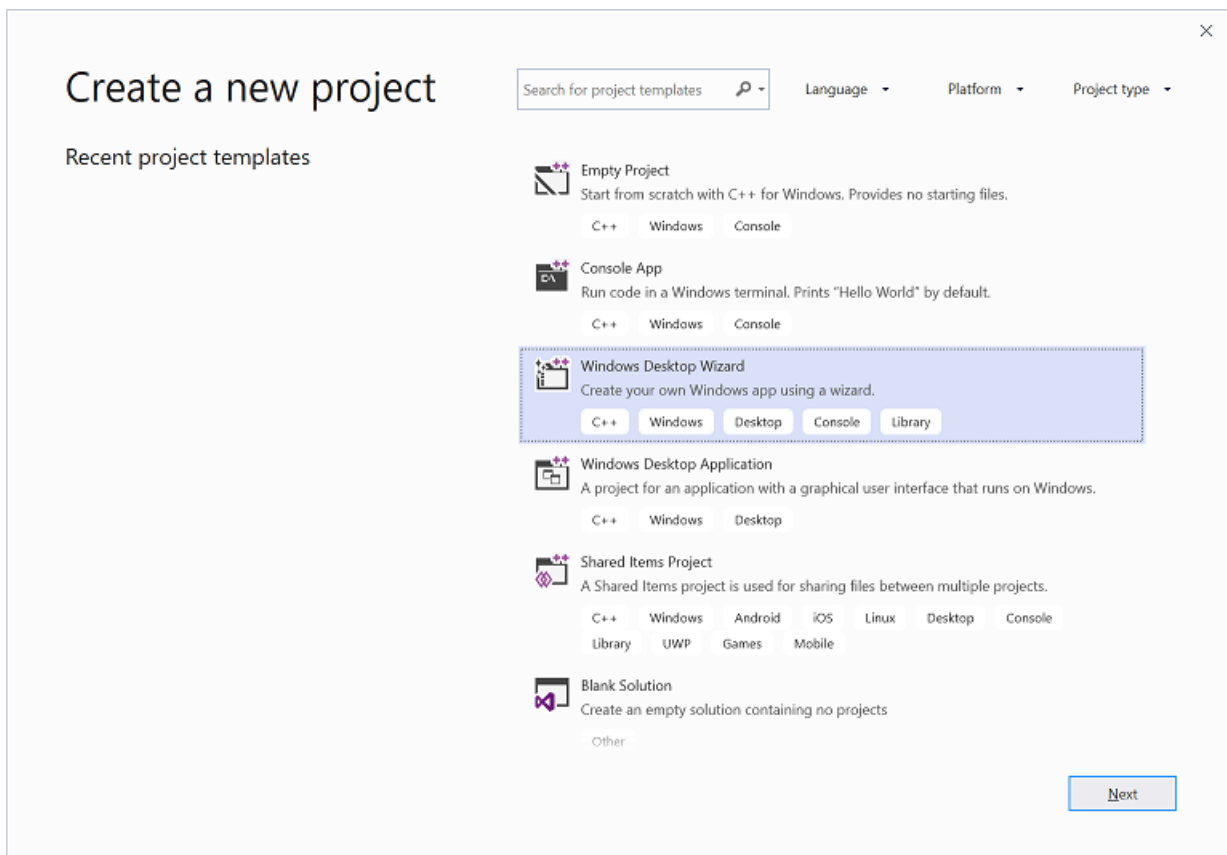 Create a new project
Search for project templates
Language
Platform
Project type
Recent project templates
Empty Project
Start from scratch with C++ for Windows. Provides no starting files.
C++ Windows Console
Console App
Run code in a Windows terminal. Prints "Hello World" by default.
C++ Windows Console
Windows Desktop Wizard
Create your own Windows app using a wizard.
C++ Windows Desktop Console Library
Windows Desktop Application
A project for an application with a graphical user interface that runs on Windows.
C++ Windows Desktop
Shared Items Project
A Shared Items project is used for sharing files between multiple projects.
C++ Windows Android iOS Linux Desktop Console
Library UWP Games Mobile
Blank Solution
Create an empty solution containing no projects
Other
Next